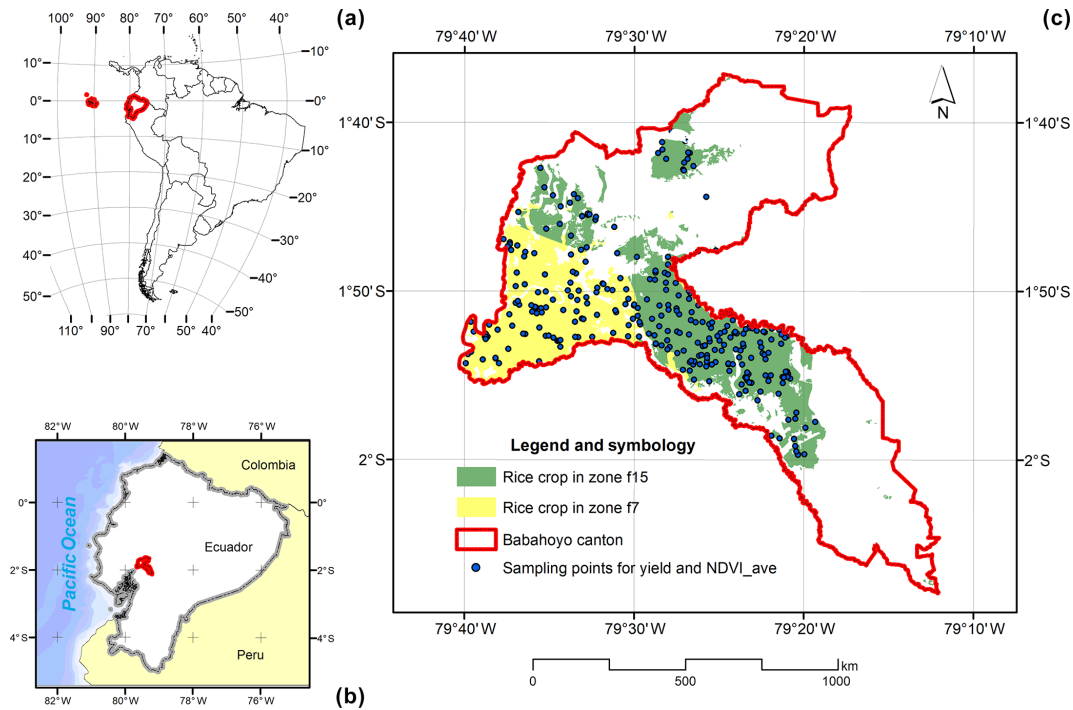 (a)
100° 90° 80° 70° 60° 50° 40°
10° 10°
0° 0°
10° 10°
20° 20°
30° 30°
40° 40°
50° 50°
110° 100° 90° 80° 70° 60° 50°
(b)
82°W 80°W 78°W 76°W
Colombia
0° 0°
Pacific Ocean
Ecuador
2°S 2°S
4°S 4°S
Peru
82°W 80°W 78°W 76°W
(c)
79°40'W 79°30'W 79°20'W 79°10'W
N
1°40'S 1°40'S
1°50'S 1°50'S
2°S 2°S
Legend and symbology
Rice crop in zone f15
Rice crop in zone f7
Babahoyo canton
Sampling points for yield and NDVI_ave
79°40'W 79°30'W 79°20'W 79°10'W
km
0 500 1000